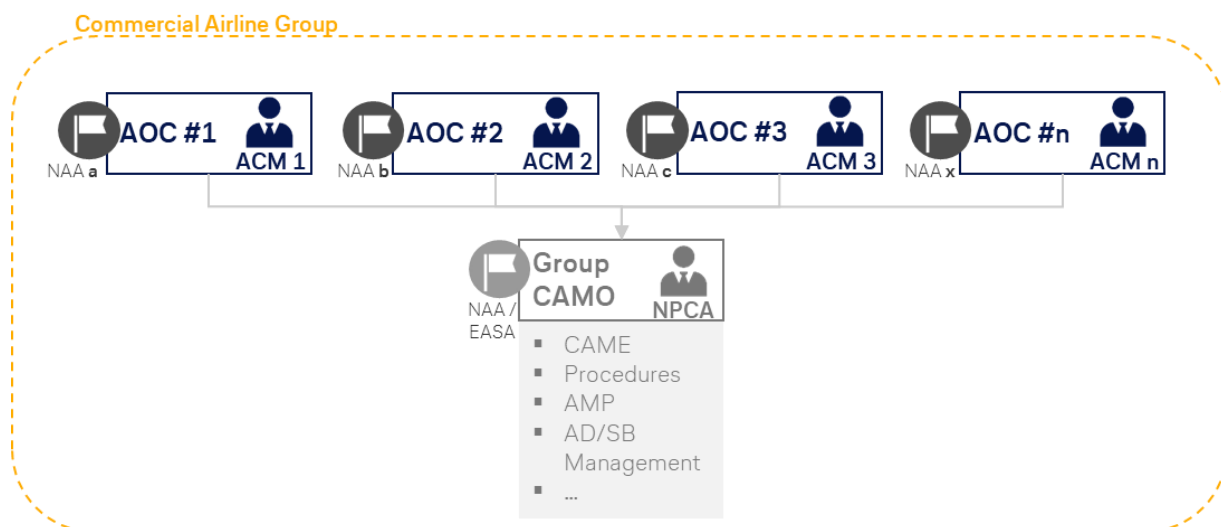 Commercial Airline Group
AOC #1
ACM 1
NAA a
AOC #2
ACM 2
NAA b
AOC #3
ACM 3
NAA c
AOC #n
ACM n
NAA x
Group
CAMO
NPCA
NAA /
EASA
▪ CAME
▪ Procedures
▪ AMP
▪ AD/SB
Management
▪ ...